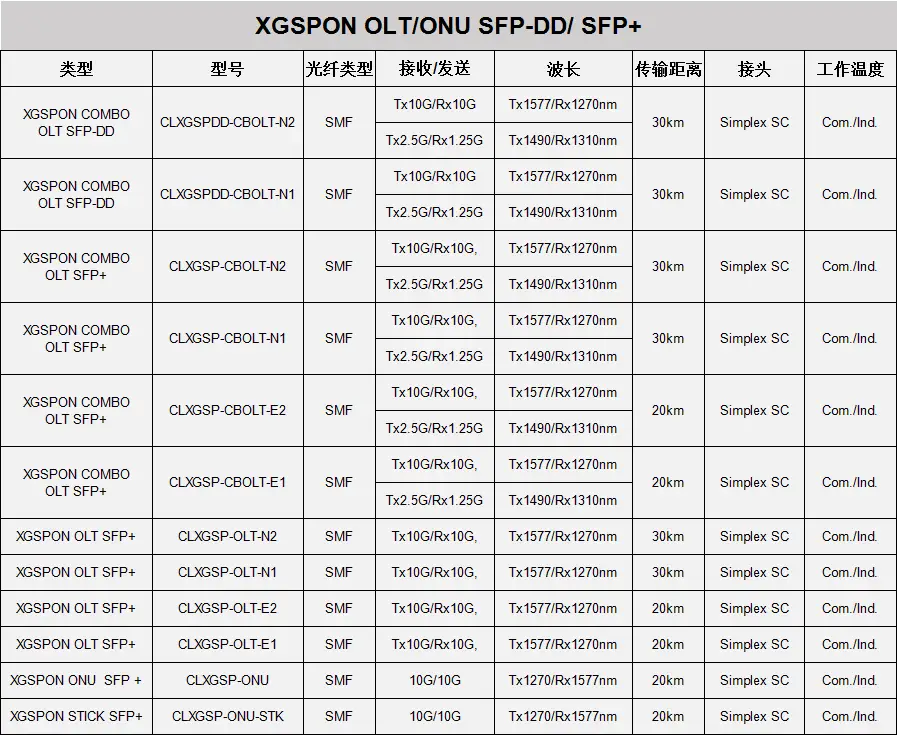 XGSPON OLT/ONU SFP-DD/ SFP+
类型 型号 光纤类型 接收/发送 波长 传输距离 接头 工作温度
XGSPON COMBO
OLT SFP-DD
CLXGSPDD-CBOLT-N2 SMF Tx10G/Rx10G Tx1577/Rx1270nm 30km Simplex SC Com./Ind.
Tx2.5G/Rx1.25G Tx1490/Rx1310nm
XGSPON COMBO
OLT SFP-DD
CLXGSPDD-CBOLT-N1 SMF Tx10G/Rx10G Tx1577/Rx1270nm 30km Simplex SC Com./Ind.
Tx2.5G/Rx1.25G Tx1490/Rx1310nm
XGSPON COMBO
OLT SFP+
CLXGSP-CBOLT-N2 SMF Tx10G/Rx10G, Tx1577/Rx1270nm 30km Simplex SC Com./Ind.
Tx2.5G/Rx1.25G Tx1490/Rx1310nm
XGSPON COMBO
OLT SFP+
CLXGSP-CBOLT-N1 SMF Tx10G/Rx10G, Tx1577/Rx1270nm 30km Simplex SC Com./Ind.
Tx2.5G/Rx1.25G Tx1490/Rx1310nm
XGSPON COMBO
OLT SFP+
CLXGSP-CBOLT-E2 SMF Tx10G/Rx10G, Tx1577/Rx1270nm 20km Simplex SC Com./Ind.
Tx2.5G/Rx1.25G Tx1490/Rx1310nm
XGSPON COMBO
OLT SFP+
CLXGSP-CBOLT-E1 SMF Tx10G/Rx10G, Tx1577/Rx1270nm 20km Simplex SC Com./Ind.
Tx2.5G/Rx1.25G Tx1490/Rx1310nm
XGSPON OLT SFP+ CLXGSP-OLT-N2 SMF Tx10G/Rx10G, Tx1577/Rx1270nm 30km Simplex SC Com./Ind.
XGSPON OLT SFP+ CLXGSP-OLT-N1 SMF Tx10G/Rx10G, Tx1577/Rx1270nm 30km Simplex SC Com./Ind.
XGSPON OLT SFP+ CLXGSP-OLT-E2 SMF Tx10G/Rx10G, Tx1577/Rx1270nm 20km Simplex SC Com./Ind.
XGSPON OLT SFP+ CLXGSP-OLT-E1 SMF Tx10G/Rx10G, Tx1577/Rx1270nm 20km Simplex SC Com./Ind.
XGSPON ONU SFP + CLXGSP-ONU SMF 10G/10G Tx1270/Rx1577nm 20km Simplex SC Com./Ind.
XGSPON STICK SFP+ CLXGSP-ONU-STK SMF 10G/10G Tx1270/Rx1577nm 20km Simplex SC Com./Ind.